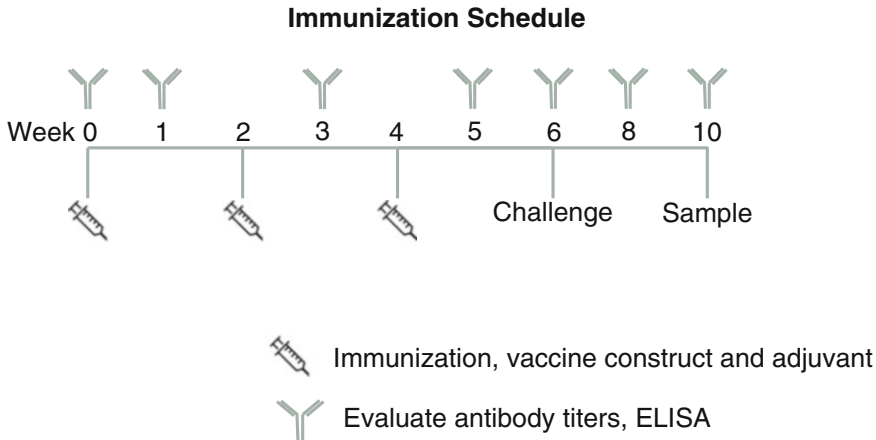 Immunization Schedule
Week 0 1 2 3 4 5 6 8 10
Challenge Sample
Immunization, vaccine construct and adjuvant
Evaluate antibody titers, ELISA